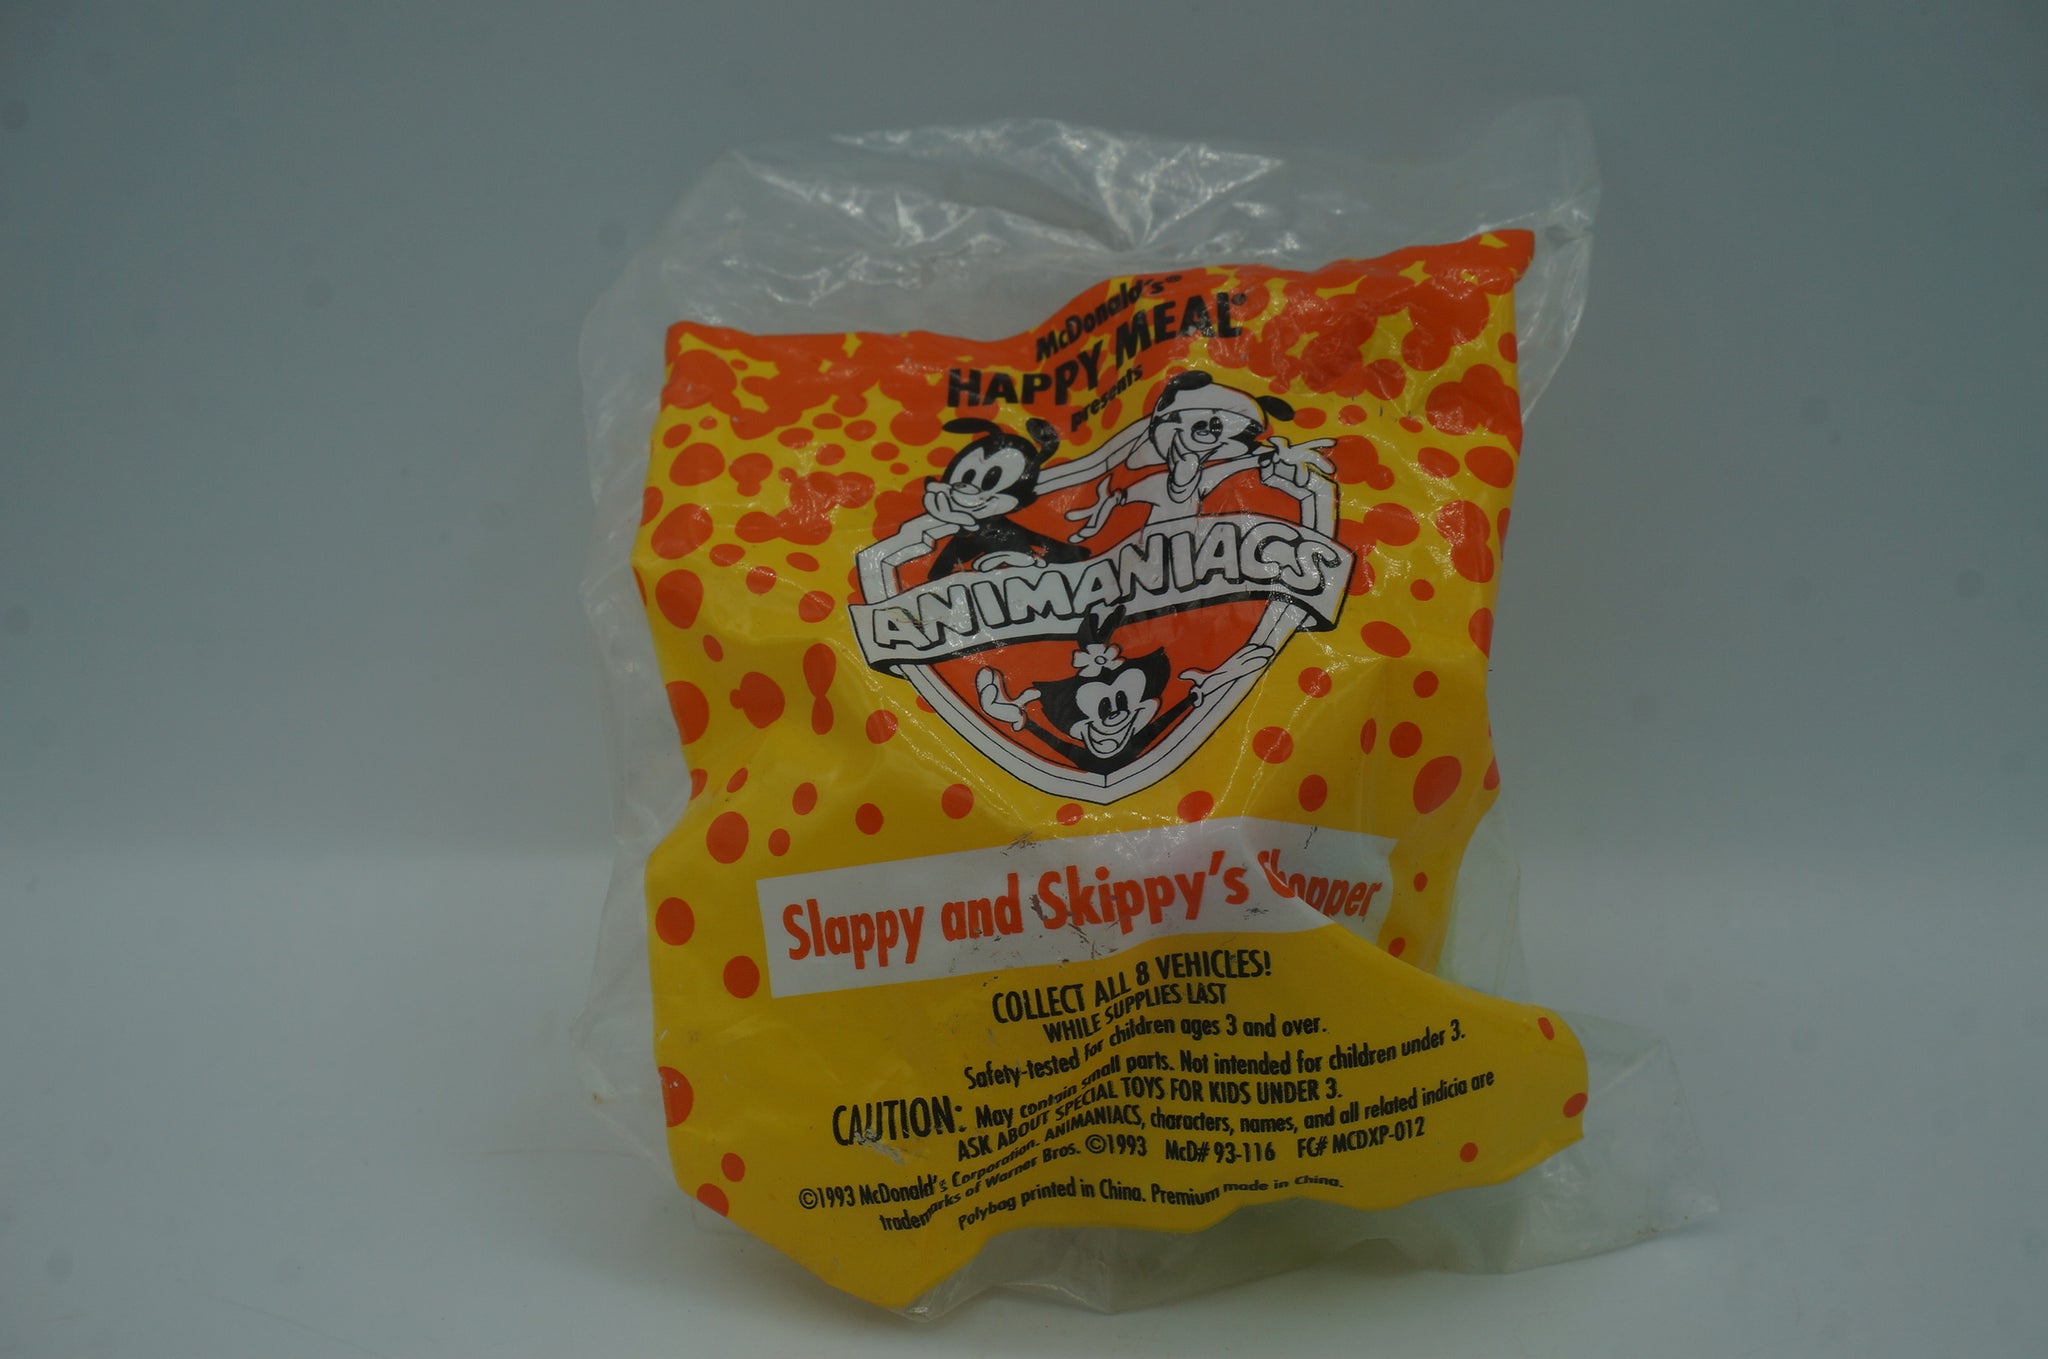 McDonald's®
HAPPY MEAL®
presents
ANIMANIACS
Slappy and Skippy's Chopper
COLLECT ALL 8 VEHICLES!
WHILE SUPPLIES LAST
Safety-tested for children ages 3 and over.
CAUTION: May contain small parts. Not intended for children under 3.
ASK ABOUT SPECIAL TOYS FOR KIDS UNDER 3.
©1993 McDonald's Corporation. ANIMANIACS, characters, names, and all related indicia are
trademarks of Warner Bros. ©1993 McD# 93-116 FC# MCDXP-012
Polybag printed in China. Premium made in China.